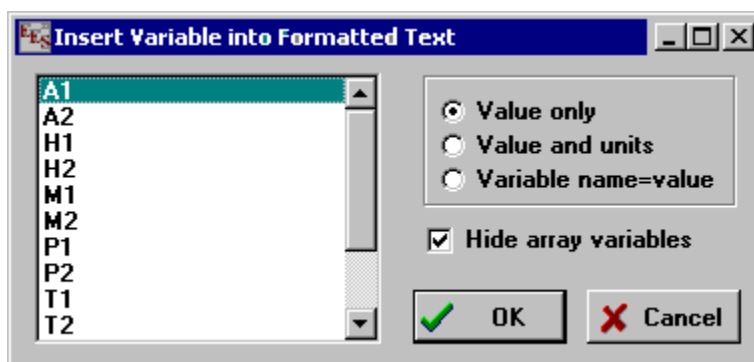 EES Insert Variable into Formatted Text
A1
A2
H1
H2
M1
M2
P1
P2
T1
T2
Value only
Value and units
Variable name=value
Hide array variables
OK
Cancel